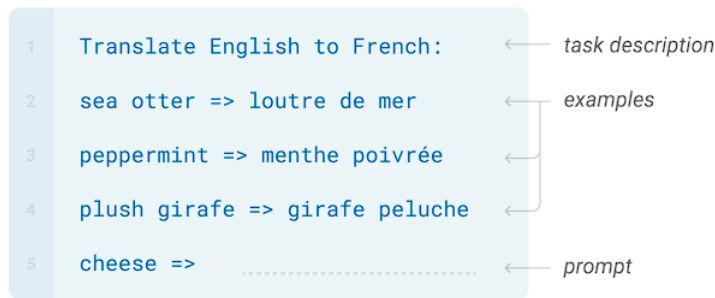 1 Translate English to French: task description
2 sea otter => loutre de mer examples
3 peppermint => menthe poivrée
4 plush girafe => girafe peluche
5 cheese => prompt